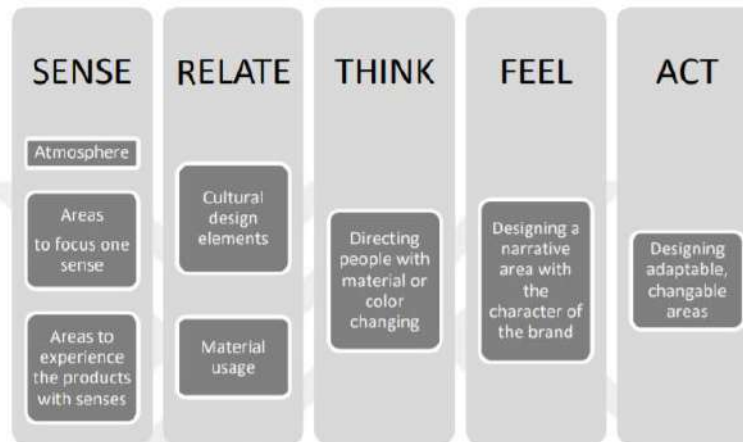 SENSE
Atmosphere
Areas
to focus one
sense
Areas to
experience
the products
with senses
RELATE
Cultural
design
elements
Material
usage
THINK
Directing
people with
material or
color
changing
FEEL
Designing a
narrative
area with
the
character of
the brand
ACT
Designing
adaptable,
changable
areas